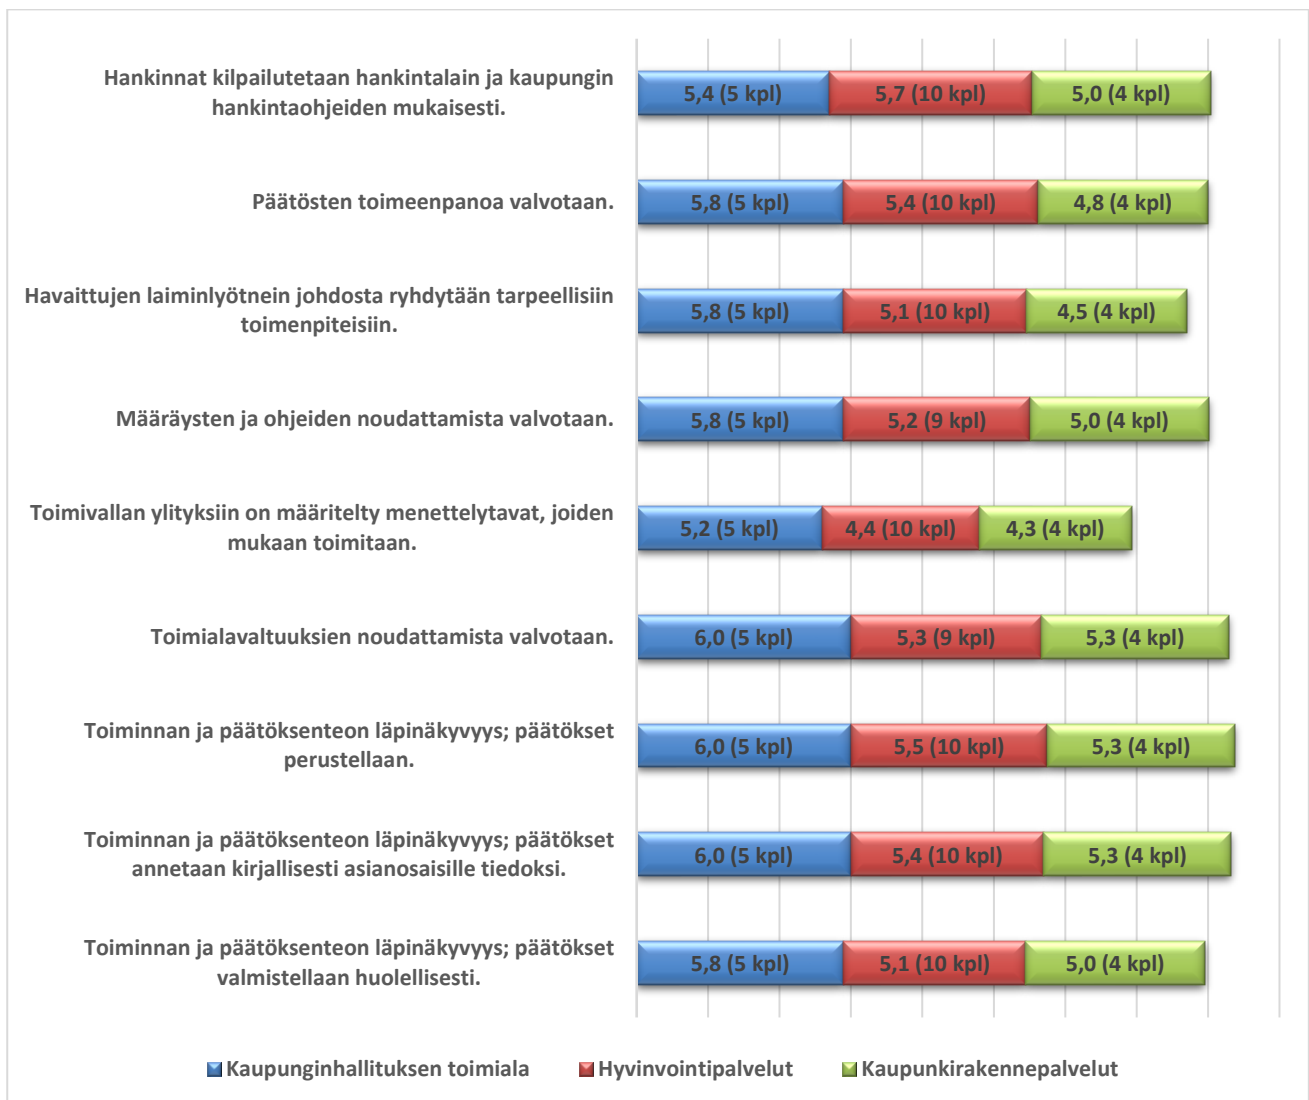 Hankinnat kilpailutetaan hankintalain ja kaupungin
hankintaohjeiden mukaisesti.
5,4 (5 kpl) 5,7 (10 kpl) 5,0 (4 kpl)
Päätösten toimeenpanoa valvotaan.
5,8 (5 kpl) 5,4 (10 kpl) 4,8 (4 kpl)
Havaittujen laiminlyötnein johdosta ryhdytään tarpeellisiin
toimenpiteisiin.
5,8 (5 kpl) 5,1 (10 kpl) 4,5 (4 kpl)
Määräysten ja ohjeiden noudattamista valvotaan.
5,8 (5 kpl) 5,2 (9 kpl) 5,0 (4 kpl)
Toimivallan ylityksiin on määritelty menettelytavat, joiden
mukaan toimitaan.
5,2 (5 kpl) 4,4 (10 kpl) 4,3 (4 kpl)
Toimialavaltuuksien noudattamista valvotaan.
6,0 (5 kpl) 5,3 (9 kpl) 5,3 (4 kpl)
Toiminnan ja päätöksenteon läpinäkyvyys; päätökset
perustellaan.
6,0 (5 kpl) 5,5 (10 kpl) 5,3 (4 kpl)
Toiminnan ja päätöksenteon läpinäkyvyys; päätökset
annetaan kirjallisesti asianosaisille tiedoksi.
6,0 (5 kpl) 5,4 (10 kpl) 5,3 (4 kpl)
Toiminnan ja päätöksenteon läpinäkyvyys; päätökset
valmistellaan huolellisesti.
5,8 (5 kpl) 5,1 (10 kpl) 5,0 (4 kpl)
Kaupunginhallituksen toimiala Hyvinvointipalvelut Kaupunkirakennepalvelut